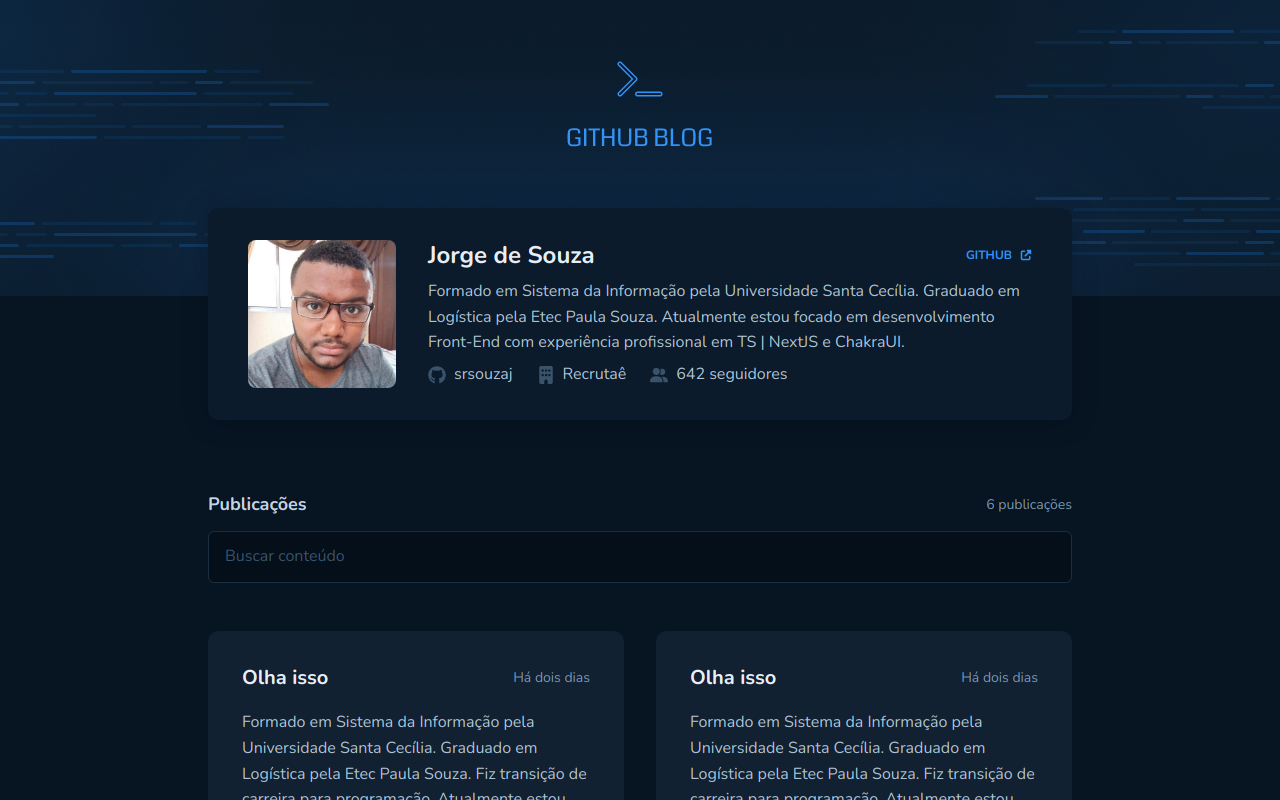 GITHUB BLOG
Jorge de Souza
GITHUB
Formado em Sistema da Informação pela Universidade Santa Cecília. Graduado em
Logística pela Etec Paula Souza. Atualmente estou focado em desenvolvimento
Front-End com experiência profissional em TS | NextJS e ChakraUI.
srsouzaj Recrutaê 642 seguidores
Publicações
6 publicações
Buscar conteúdo
Olha isso
Há dois dias
Formado em Sistema da Informação pela
Universidade Santa Cecília. Graduado em
Logística pela Etec Paula Souza. Fiz transição de
carreira para programação. Atualmente estou
Olha isso
Há dois dias
Formado em Sistema da Informação pela
Universidade Santa Cecília. Graduado em
Logística pela Etec Paula Souza. Fiz transição de
carreira para programação. Atualmente estou